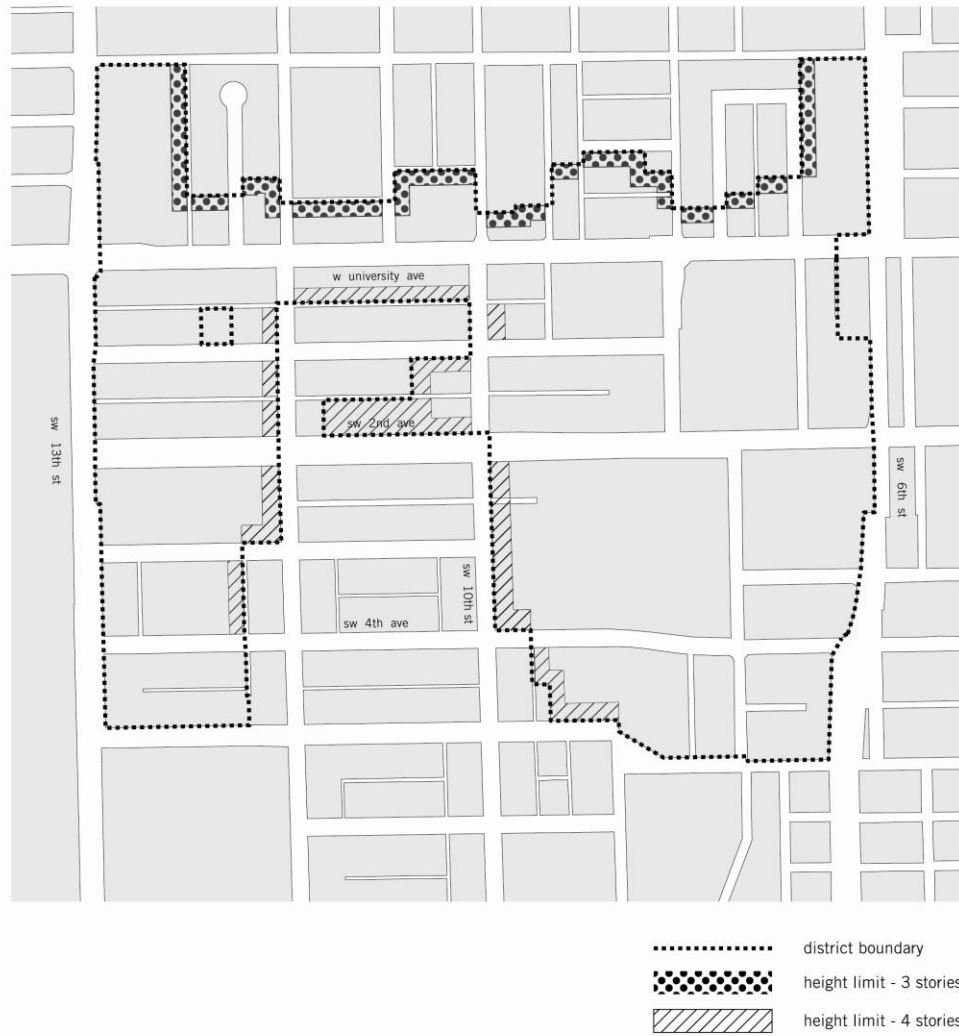 w university ave
sw 2nd ave
sw 13th st
sw 6th st
sw 10th st
sw 4th ave
district boundary
height limit - 3 stories
height limit - 4 stories